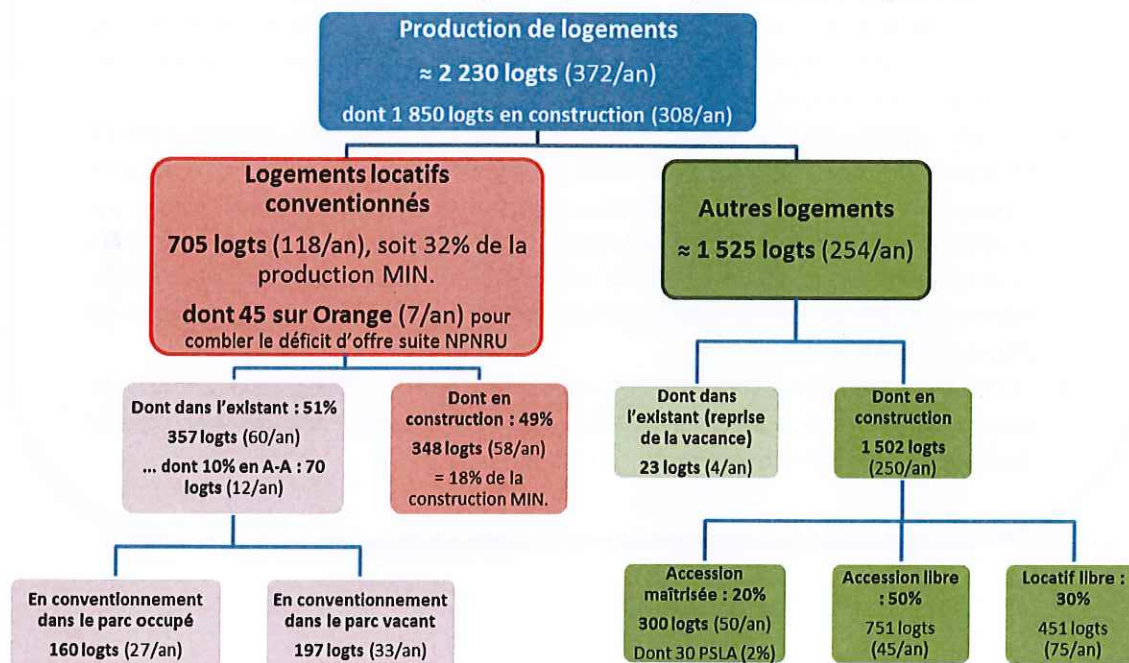 Production de logements
≈ 2 230 logts (372/an)
dont 1 850 logts en construction (308/an)
Logements locatifs
conventionnés
705 logts (118/an), soit 32% de la
production MIN.
dont 45 sur Orange (7/an) pour
combler le déficit d'offre suite NPNRU
Autres logements
≈ 1 525 logts (254/an)
Dont dans l'existant : 51%
357 logts (60/an)
... dont 10% en A-A : 70
logts (12/an)
Dont en
construction : 49%
348 logts (58/an)
= 18% de la
construction MIN.
Dont dans
l'existant (reprise
de la vacance)
23 logts (4/an)
Dont en
construction
1 502 logts
(250/an)
En conventionnement
dans le parc occupé
160 logts (27/an)
En conventionnement
dans le parc vacant
197 logts (33/an)
Accession
maîtrisée : 20%
300 logts (50/an)
Dont 30 PSLA (2%)
Accession libre
: 50%
751 logts
(45/an)
Locatif libre :
30%
451 logts
(75/an)